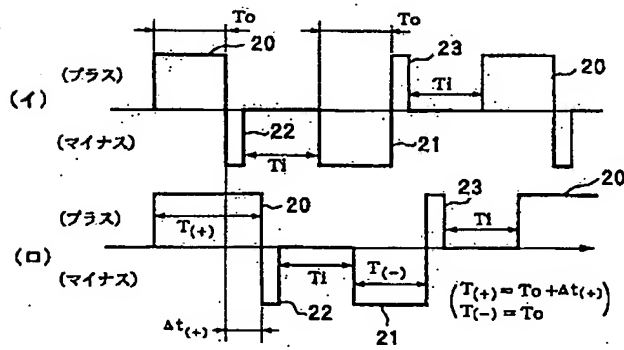 To
20
To
23
20
(プラス)
(イ)
Ti
(マイナス)
22
21
Ti
(プラス)
20
23
20
T(+)
Ti
(ロ)
Ti
T(-)
(マイナス)
22
21
Δt(+)
(T(+)=To+Δt(+)
T(-)=To)